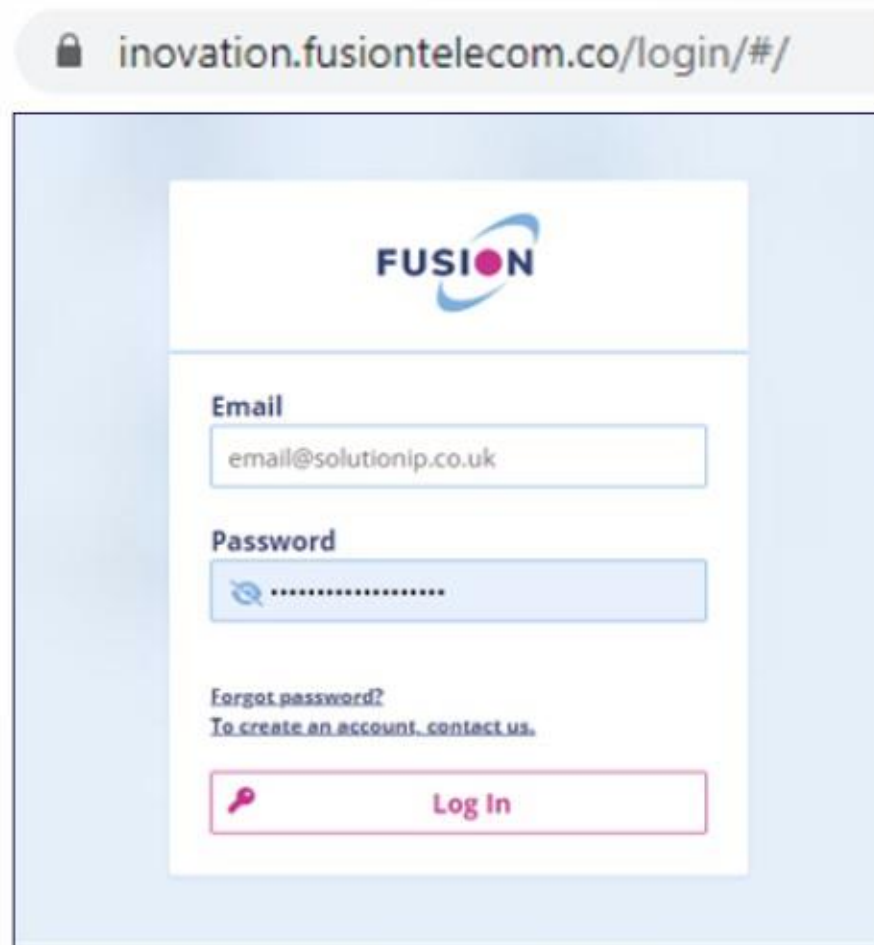 inovation.fusiontelecom.co/login/#/
FUSION
Email
email@solutionip.co.uk
Password
•••••••••••••••••••
Forgot password?
To create an account, contact us.
Log In